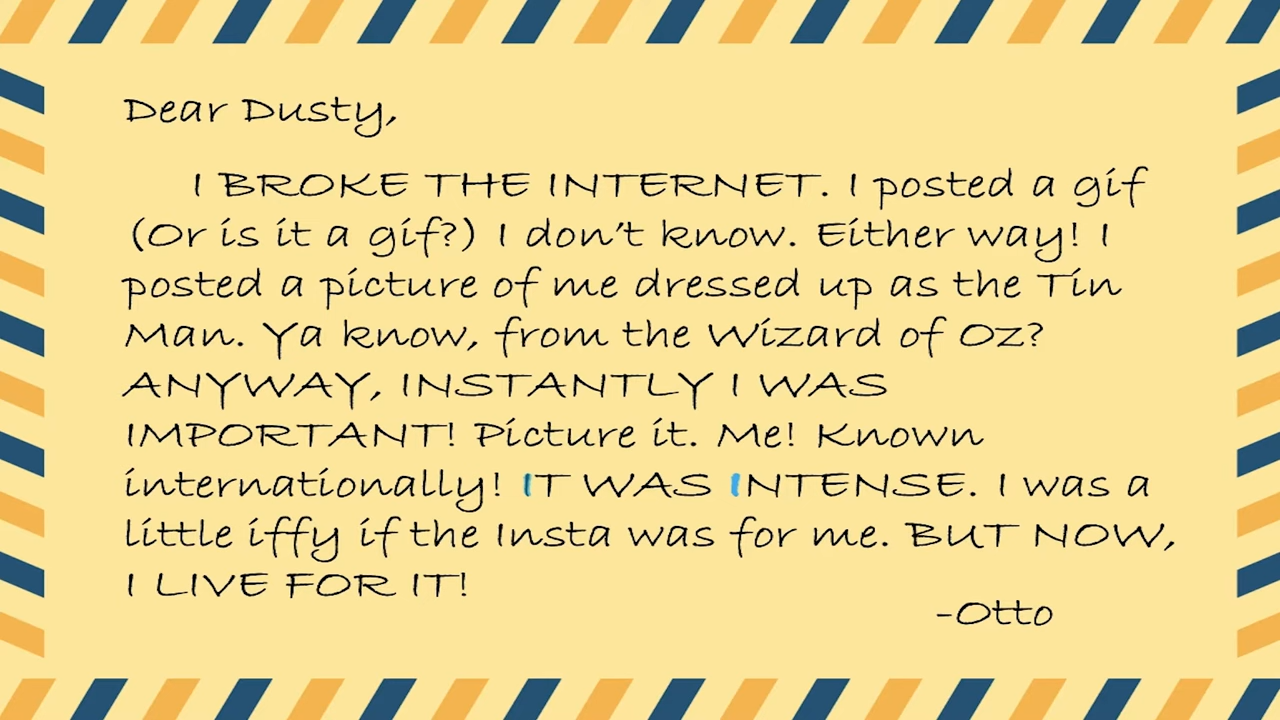 Dear Dusty,
I BROKE THE INTERNET. I posted a gif
(Or is it a gif?) I don't know. Either way! I
posted a picture of me dressed up as the Tin
Man. Ya know, from the Wizard of Oz?
ANYWAY, INSTANTLY I WAS
IMPORTANT! Picture it. Me! Known
internationally! IT WAS INTENSE. I was a
little iffy if the Insta was for me. BUT NOW,
I LIVE FOR IT!
-Otto